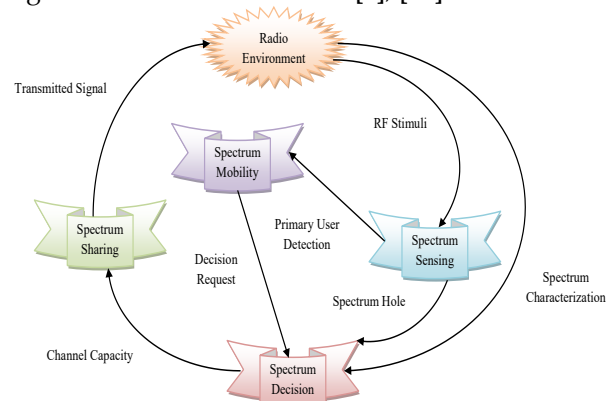 Radio
Environment
Transmitted Signal
RF Stimuli
Spectrum
Mobility
Spectrum
Sharing
Primary User
Detection
Spectrum
Sensing
Decision
Request
Spectrum Hole
Spectrum
Characterization
Channel Capacity
Spectrum
Decision